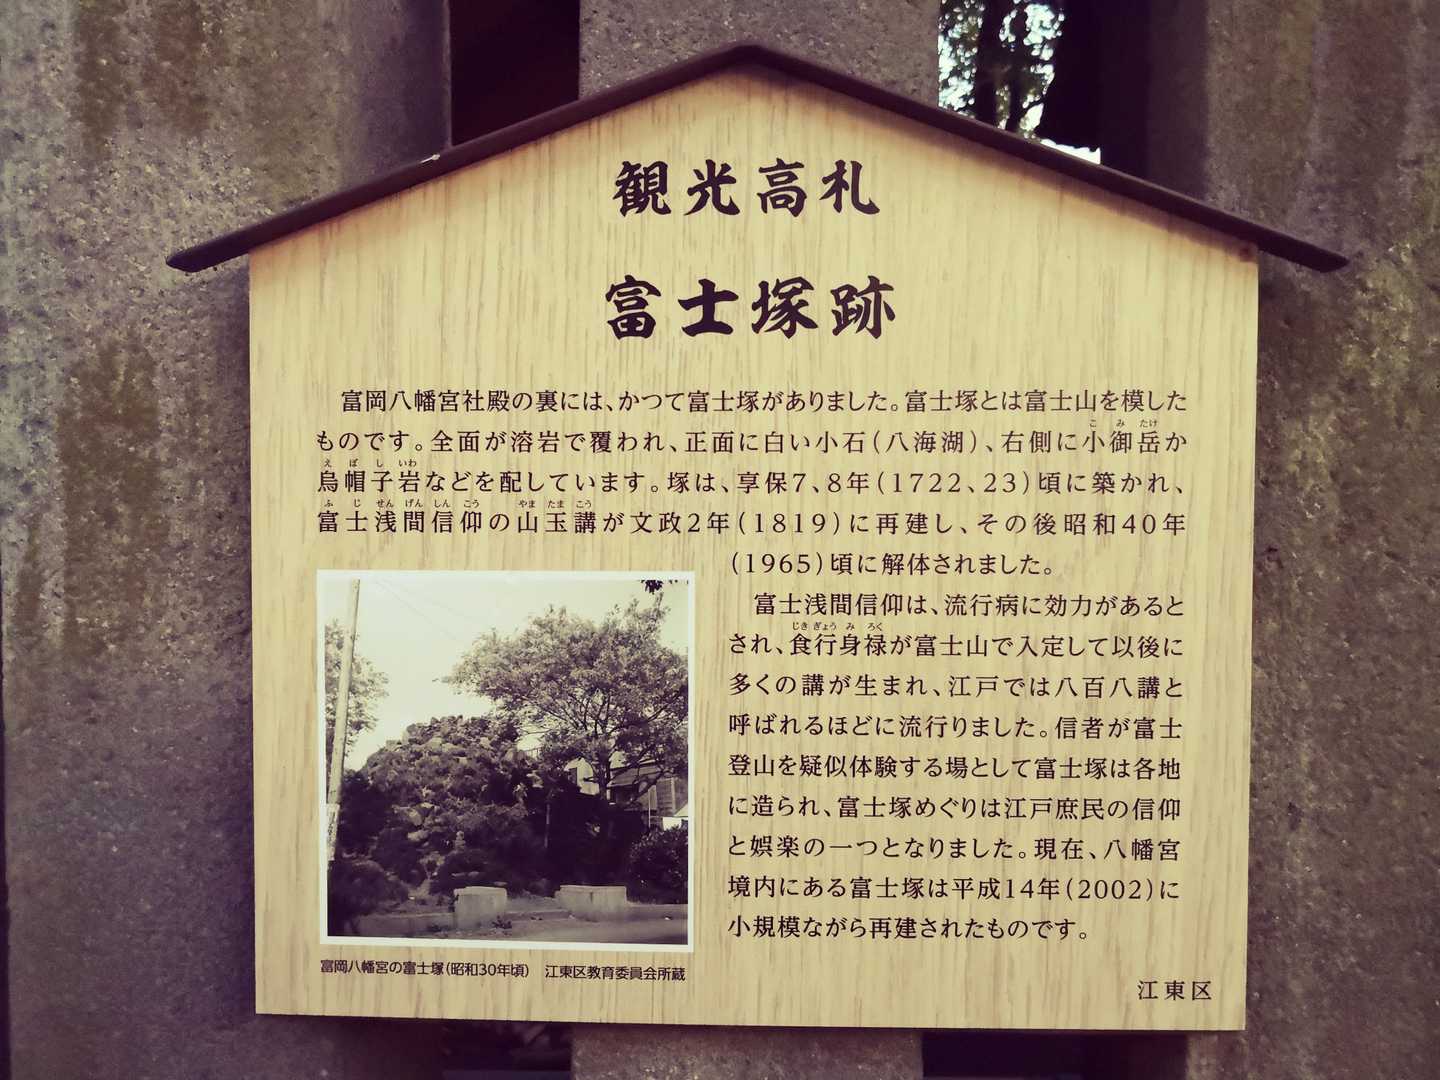 観光高札
富士塚跡
富岡八幡宮社殿の裏には、かつて富士塚がありました。富士塚とは富士山を模した
ものです。全面が溶岩で覆われ、正面に白い小石(八海湖)、右側に小御岳か
烏帽子岩などを配しています。塚は、享保7、8年(1722、23)頃に築かれ、
富士浅間信仰の山玉講が文政2年(1819)に再建し、その後昭和40年
(1965)頃に解体されました。
富士浅間信仰は、流行病に効力があると
され、食行身禄が富士山で入定して以後に
多くの講が生まれ、江戸では八百八講と
呼ばれるほどに流行りました。信者が富士
登山を疑似体験する場として富士塚は各地
に造られ、富士塚めぐりは江戸庶民の信仰
と娯楽の一つとなりました。現在、八幡宮
境内にある富士塚は平成14年(2002)に
小規模ながら再建されたものです。
富岡八幡宮の富士塚(昭和30年頃) 江東区教育委員会所蔵
江東区